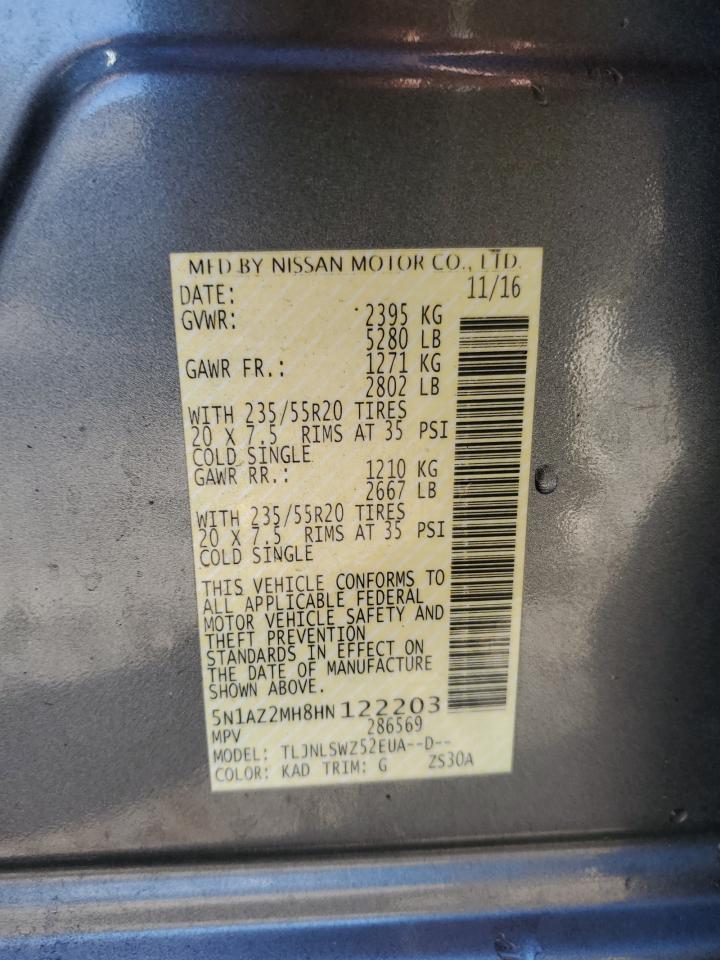 MFD BY NISSAN MOTOR CO., LTD.
DATE: 11/16
GVWR: 2395 KG
5280 LB
GAWR FR.: 1271 KG
2802 LB
WITH 235/55R20 TIRES
20 X 7.5 RIMS AT 35 PSI
COLD SINGLE
GAWR RR.: 1210 KG
2667 LB
WITH 235/55R20 TIRES
20 X 7.5 RIMS AT 35 PSI
COLD SINGLE
THIS VEHICLE CONFORMS TO
ALL APPLICABLE FEDERAL
MOTOR VEHICLE SAFETY AND
THEFT PREVENTION
STANDARDS IN EFFECT ON
THE DATE OF MANUFACTURE
SHOWN ABOVE.
5N1AZ2MH8HN122203
MPV 286569
MODEL: TLJNLSWZ52EUA--D--
COLOR: KAD TRIM: G ZS30A